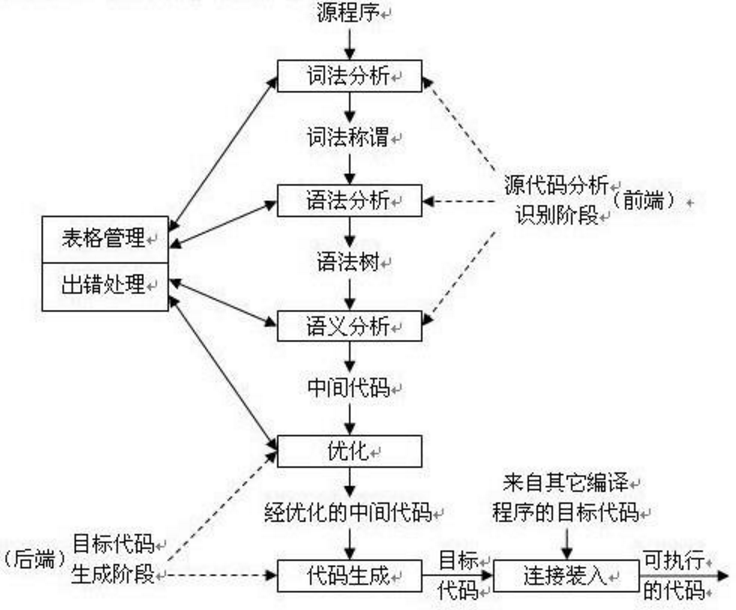 源程序
词法分析
词法称谓
源代码分析
识别阶段
（前端）
语法分析
表格管理
出错处理
语法树
语义分析
中间代码
优化
经优化的中间代码
来自其它编译
程序的目标代码
（后端）
目标代码
生成阶段
代码生成
目标
代码
连接装入
可执行
的代码